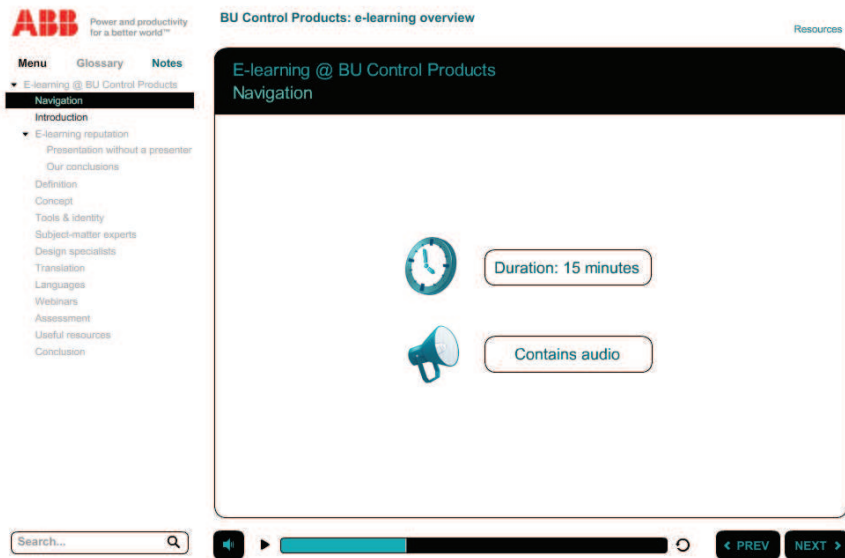 ABB
Power and productivity
for a better world™
BU Control Products: e-learning overview
Resources
Menu Glossary Notes
E-learning @ BU Control Products
Navigation
Introduction
E-learning reputation
Presentation without a presenter
Our conclusions
Definition
Concept
Tools & identity
Subject-matter experts
Design specialists
Translation
Languages
Webinars
Assessment
Useful resources
Conclusion
Search...
E-learning @ BU Control Products
Navigation
Duration: 15 minutes
Contains audio
< PREV
NEXT >